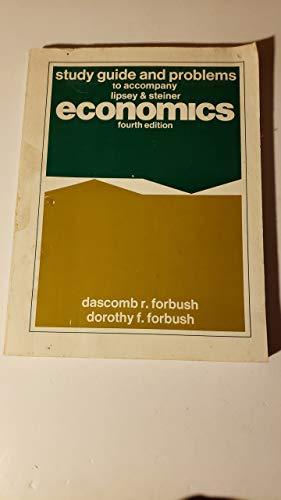 study guide and problems
to accompany
lipsey & steiner
economics
fourth edition
dascomb r. forbush
dorothy f. forbush